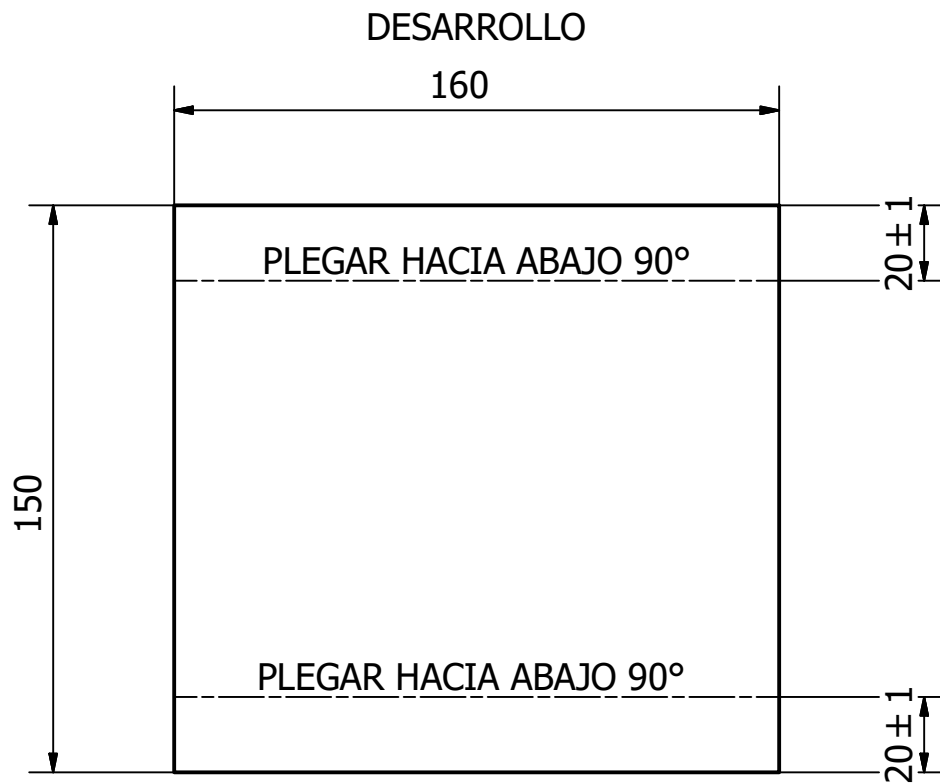 DESARROLLO
160
20 ± 1
PLEGAR HACIA ABAJO 90°
150
PLEGAR HACIA ABAJO 90°
20 ± 1